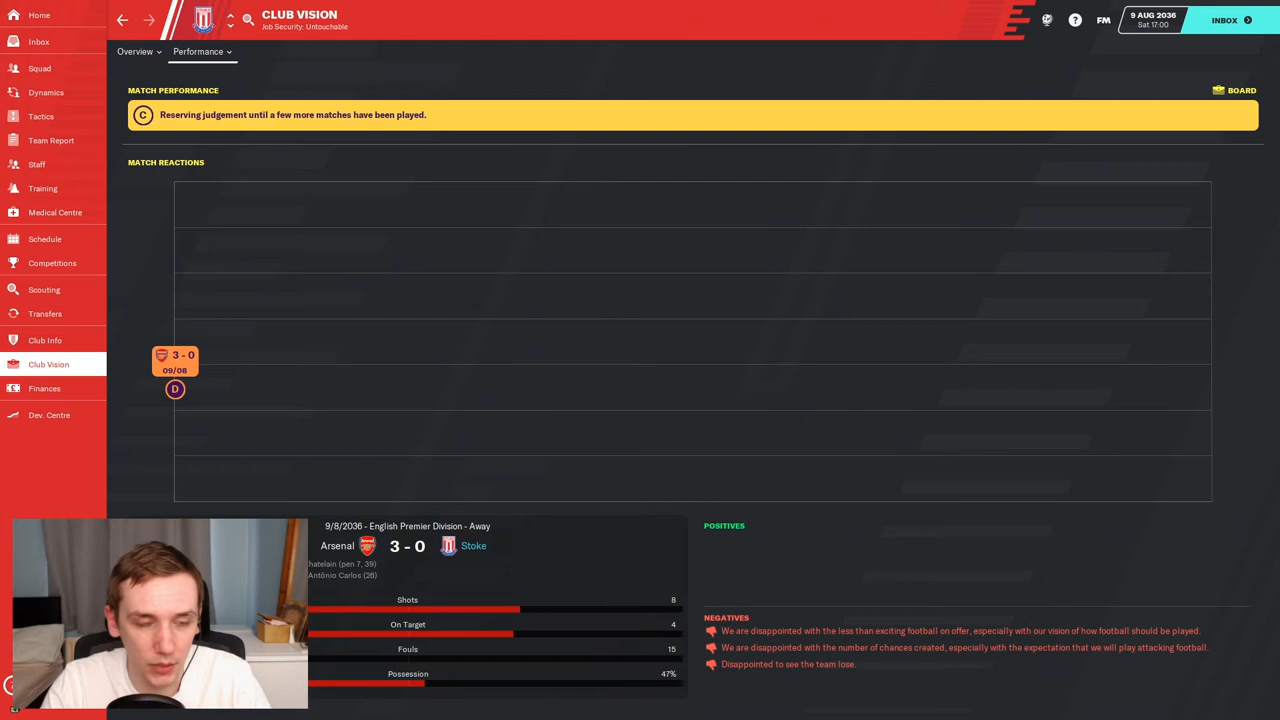 Home
Inbox
Squad
Dynamics
Tactics
Team Report
Staff
Training
Medical Centre
Schedule
Competitions
Scouting
Transfers
Club Info
Club Vision
Finances
Dev. Centre
CLUB VISION
Job Security: Untouchable
FM
9 AUG 2036
Sat 17:00
INBOX
Overview
Performance
MATCH PERFORMANCE
BOARD
C
Reserving judgement until a few more matches have been played.
MATCH REACTIONS
3 - 0
09/08
D
9/8/2036 - English Premier Division - Away
Arsenal 3 - 0 Stoke
hatelain (pen 7, 39)
António Carlos (26)
Shots 8
On Target 4
Fouls 15
Possession 47%
POSITIVES
NEGATIVES
We are disappointed with the less than exciting football on offer, especially with our vision of how football should be played.
We are disappointed with the number of chances created, especially with the expectation that we will play attacking football.
Disappointed to see the team lose.